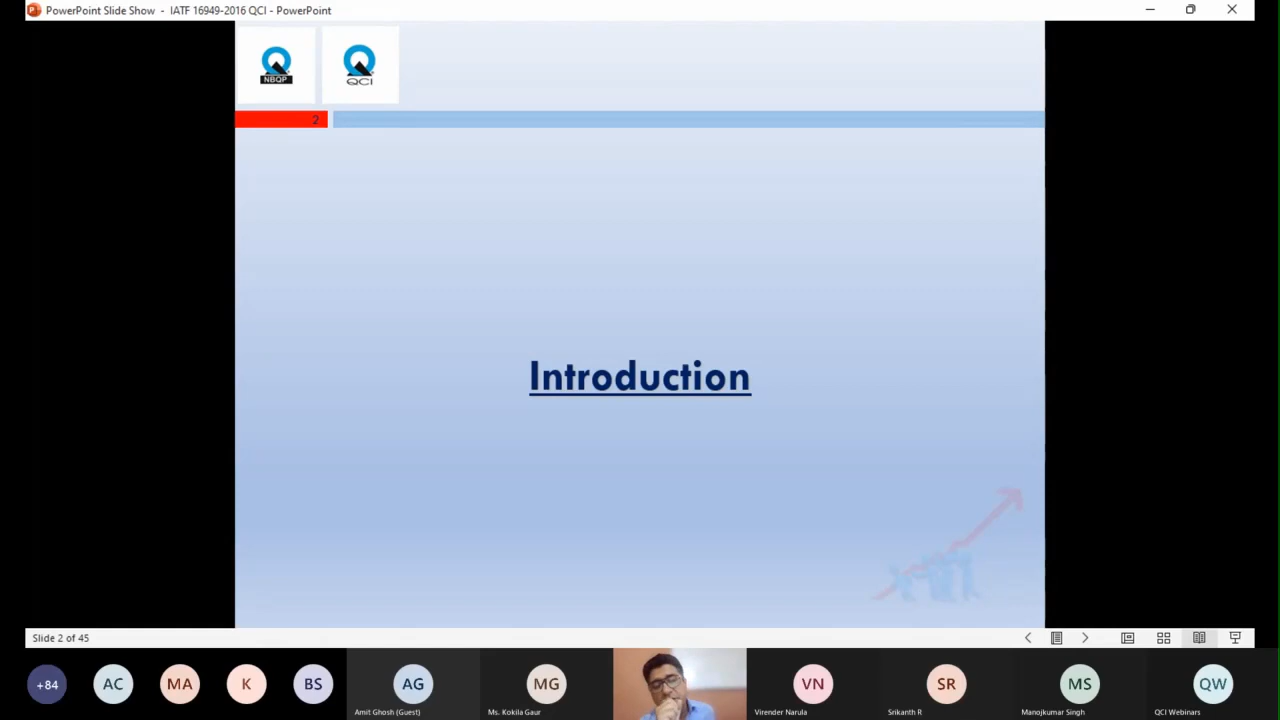 PowerPoint Slide Show - IATF 16949-2016 QCI - PowerPoint
NBQP
QCI
2
Introduction
Slide 2 of 45
+84
AC
MA
K
BS
AG
MG
VN
SR
MS
QW
Amit Ghosh (Guest)
Ms. Kokila Gaur
Virender Narula
Srikanth R
Manojkumar Singh
QCI Webinars